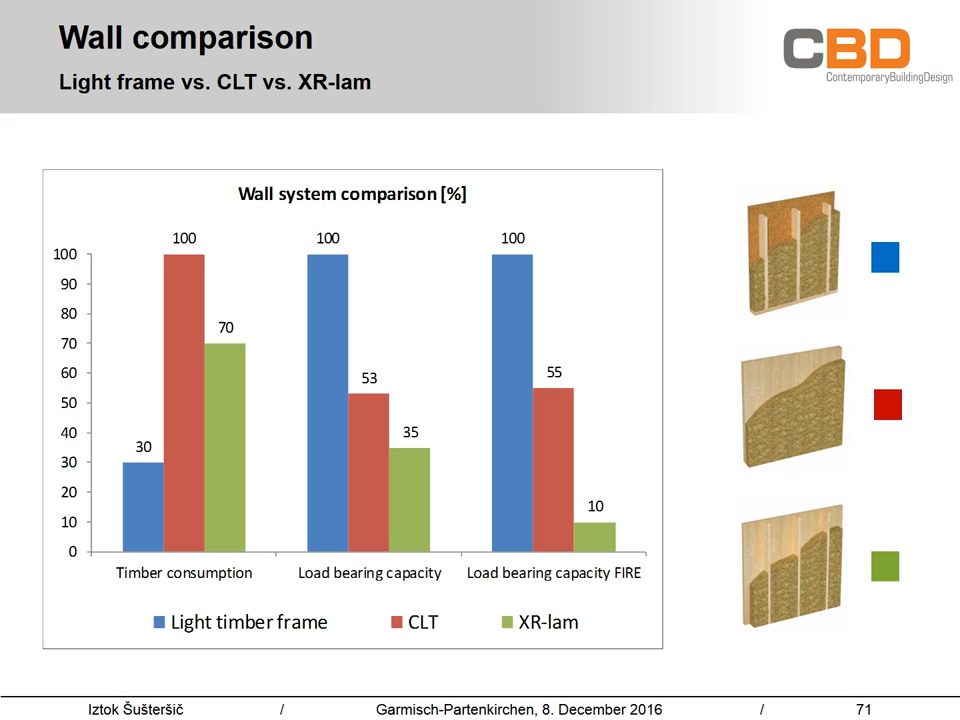 Wall comparison
Light frame vs. CLT vs. XR-lam
CBD
ContemporaryBuildingDesign
Wall system comparison [%]
100
90
80
70
60
50
40
30
20
10
0
30
100
70
100
53
35
100
55
10
Timber consumption
Load bearing capacity
Load bearing capacity FIRE
Light timber frame
CLT
XR-lam
Iztok Šušteršič / Garmisch-Partenkirchen, 8. December 2016 / 71